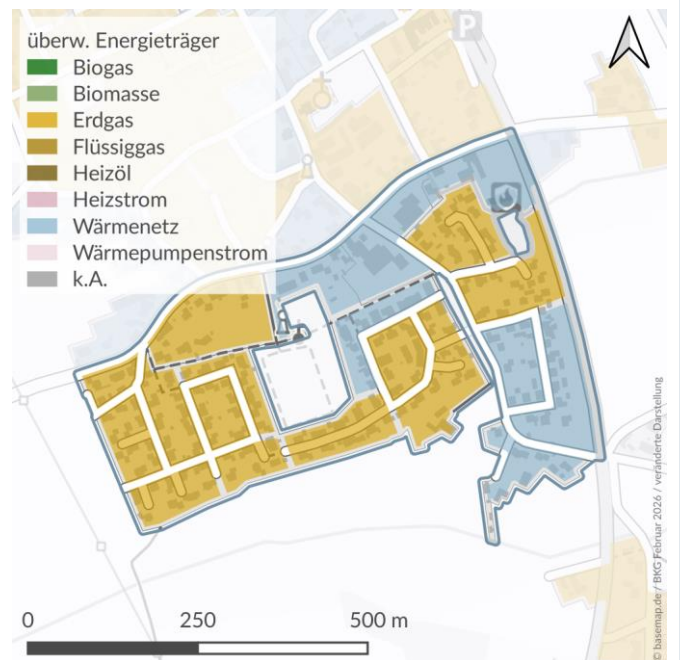 überw. Energieträger
Biogas
Biomasse
Erdgas
Flüssiggas
Heizöl
Heizstrom
Wärmenetz
Wärmepumpenstrom
k.A.
P
0 250 500 m
© basemap.de / BKG Februar 2026 / veränderte Darstellung